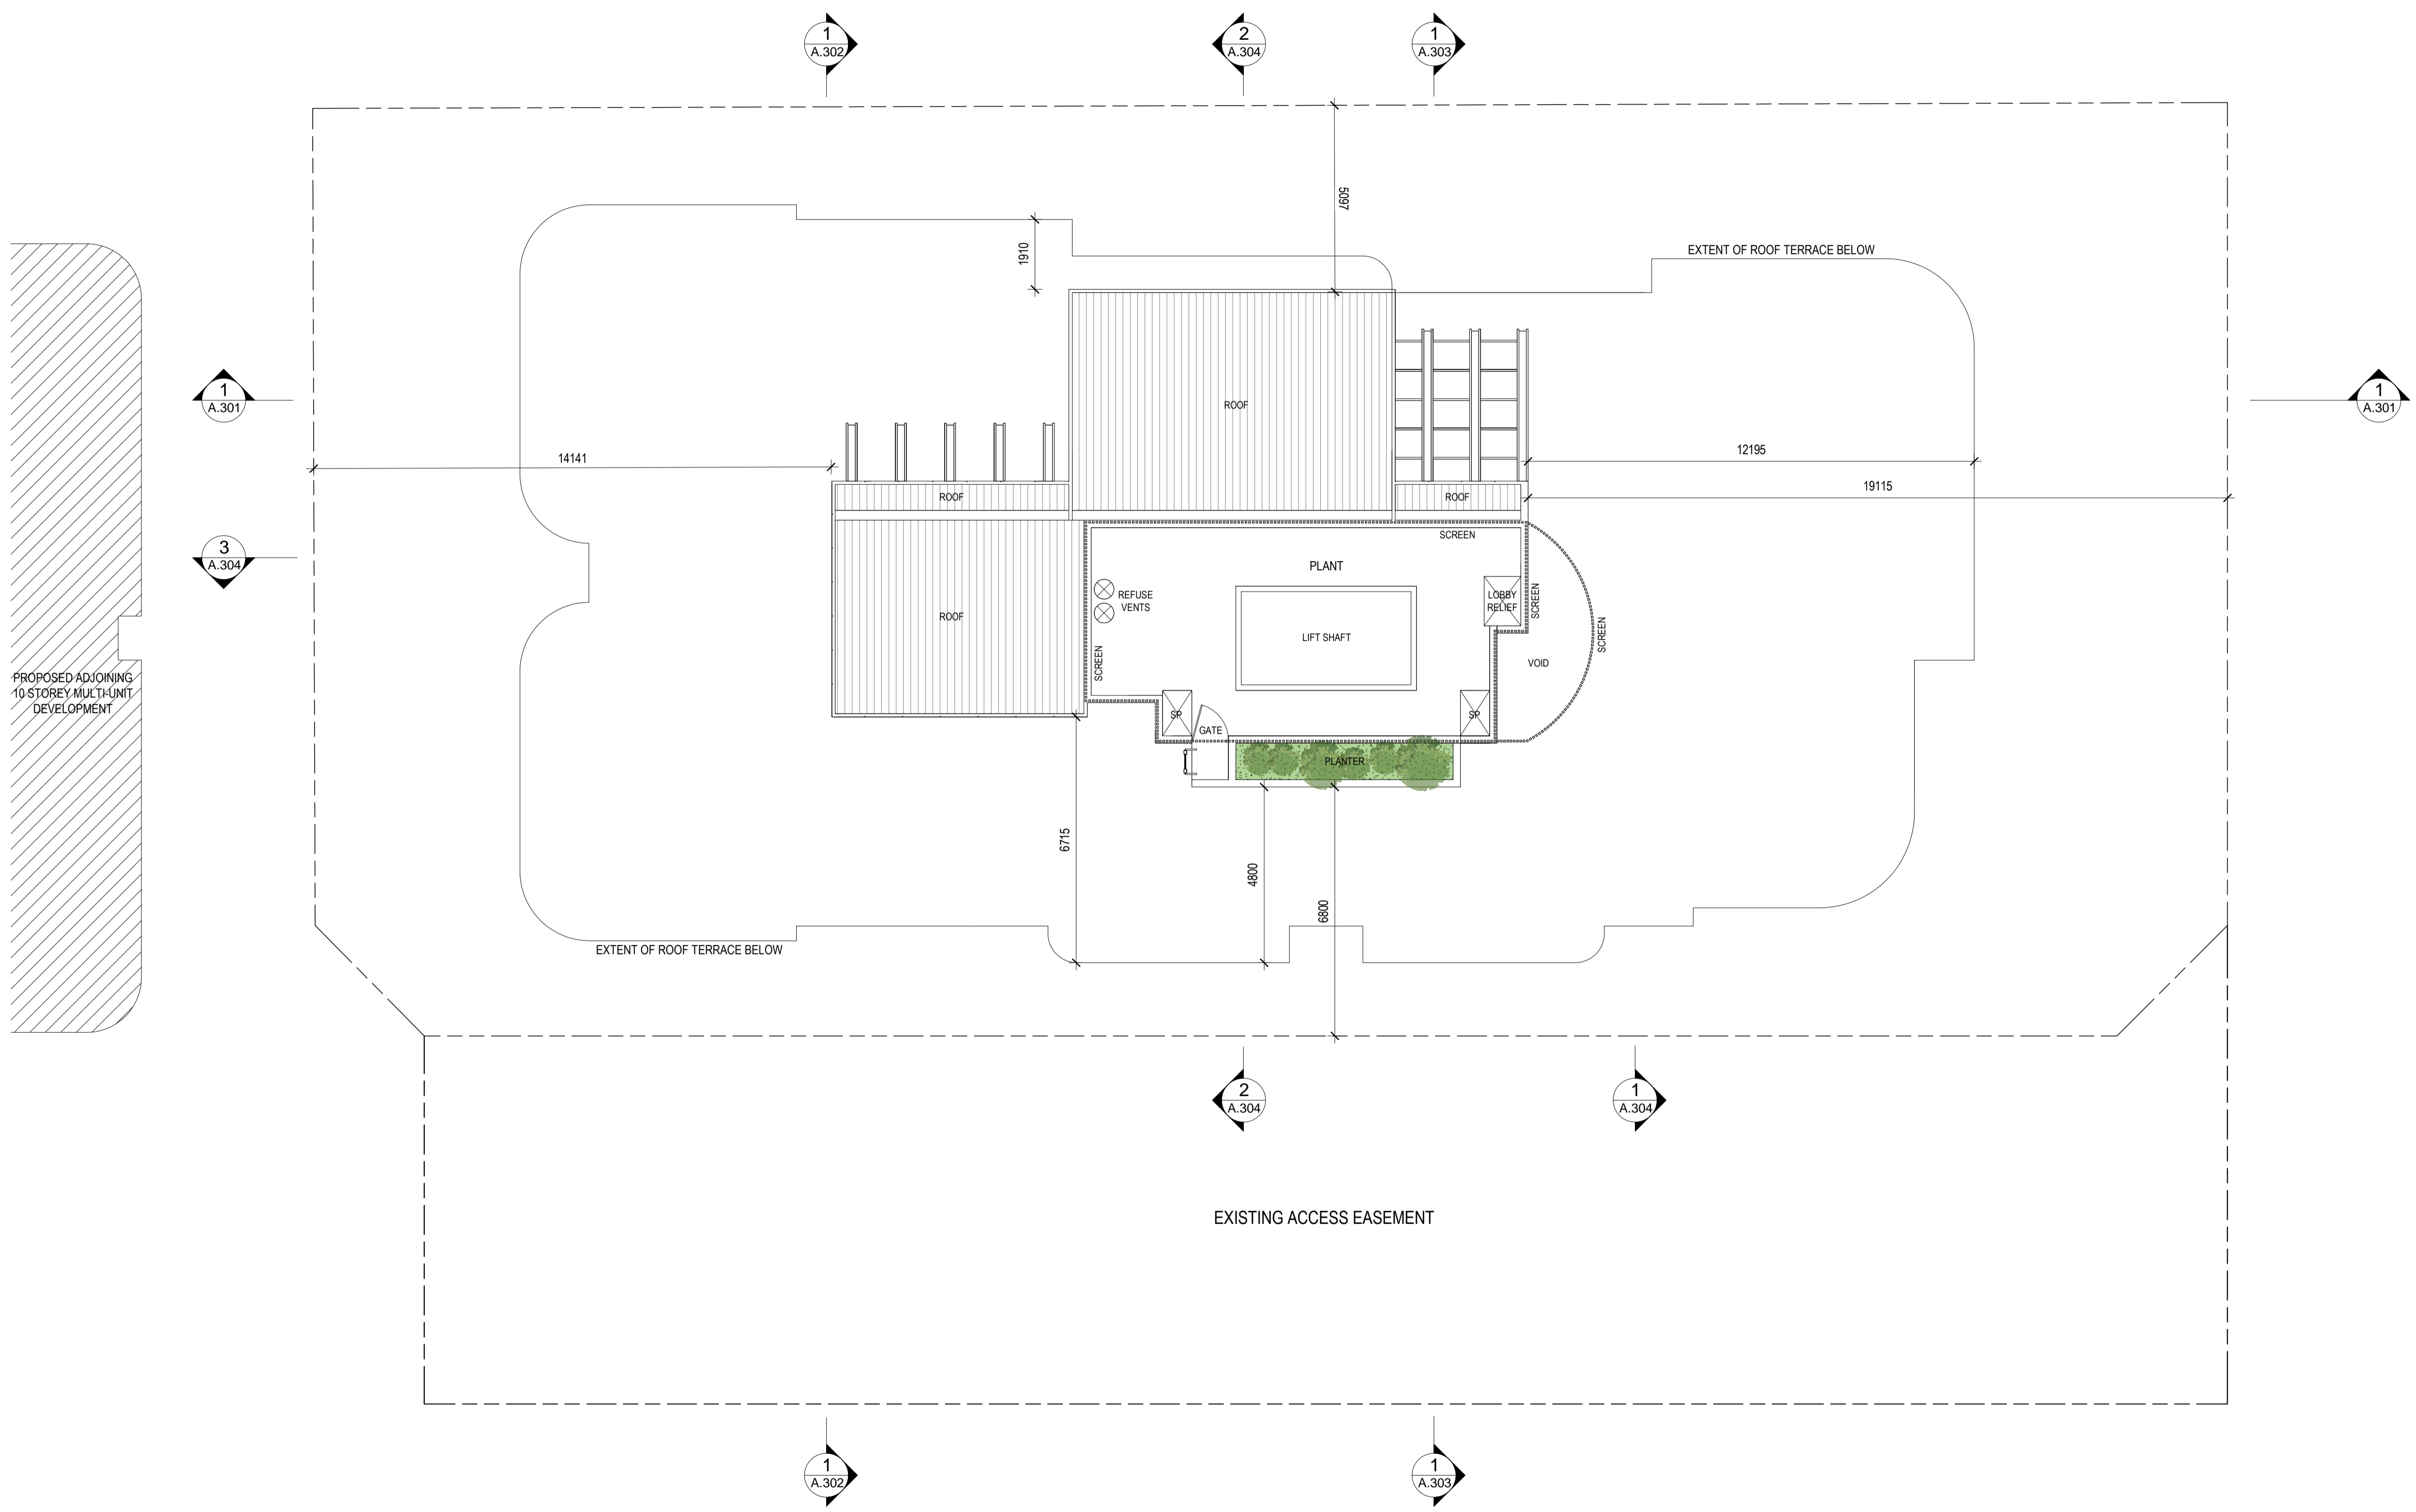 1
A.302
2
A.304
1
A.303
5097
1910
EXTENT OF ROOF TERRACE BELOW
1
A.301
1
A.301
ROOF
14141
12195
19115
ROOF
ROOF
3
A.304
SCREEN
PLANT
REFUSE
VENTS
LOBBY
RELIEF
SCREEN
SCREEN
ROOF
LIFT SHAFT
SCREEN
VOID
PROPOSED ADJOINING
10 STOREY MULTI-UNIT
DEVELOPMENT
SP
SP
GATE
PLANTER
6715
4800
6800
EXTENT OF ROOF TERRACE BELOW
2
A.304
1
A.304
EXISTING ACCESS EASEMENT
1
A.302
1
A.303